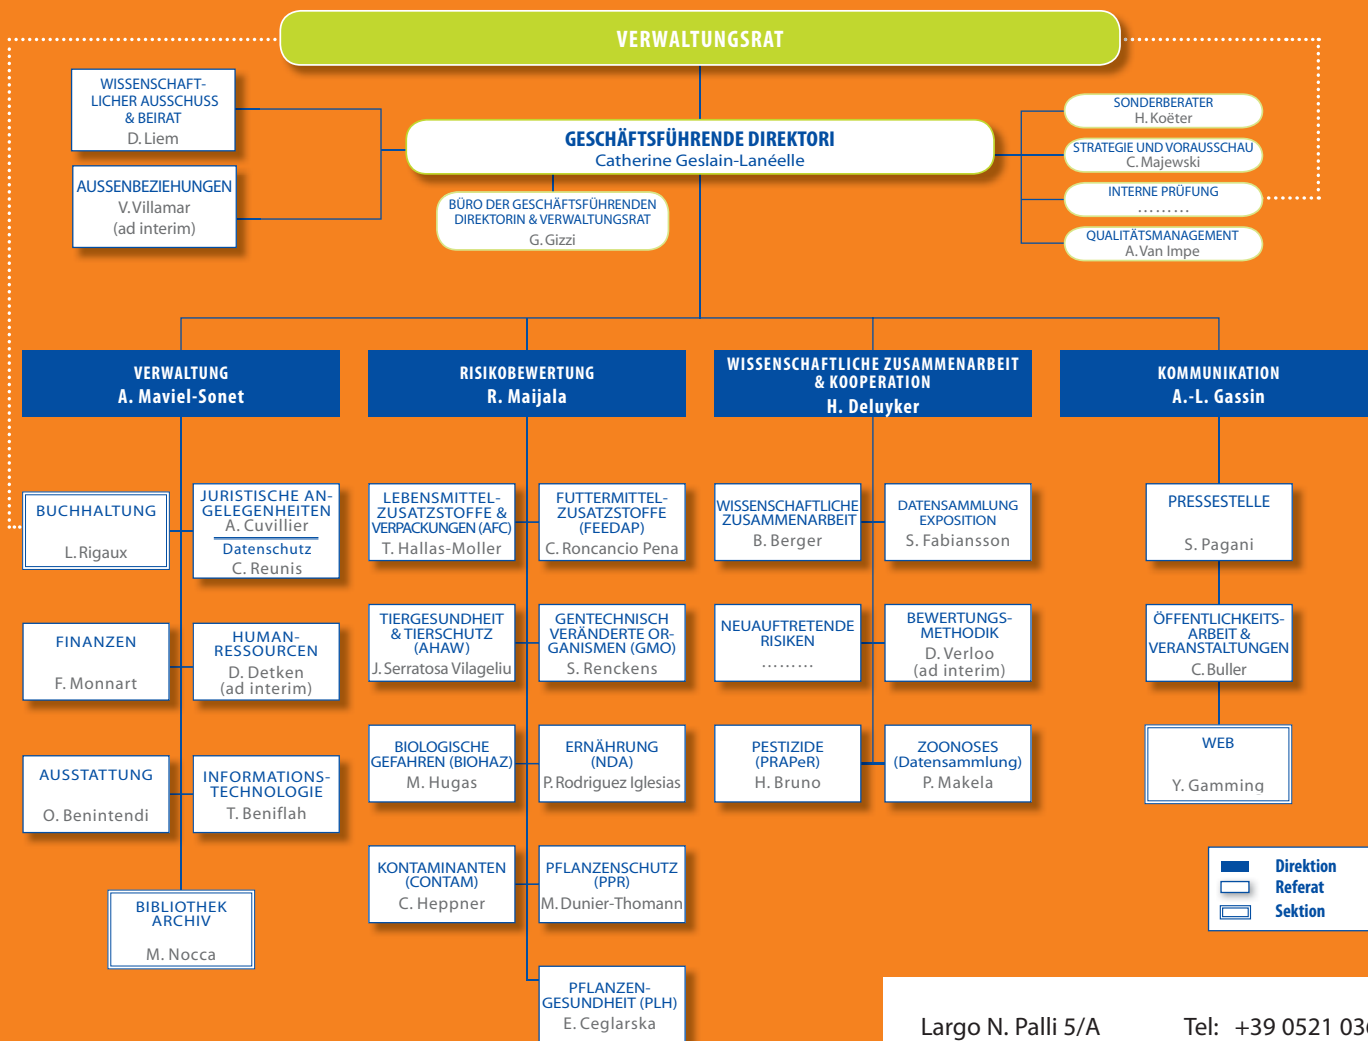 VERWALTUNGSRAT
WISSENSCHAFT-
LICHER AUSSCHUSS
& BEIRAT
D. Liem
AUSSENBEZIEHUNGEN
V. Villamar
(ad interim)
GESCHÄFTSFÜHRENDE DIREKTORI
Catherine Geslain-Lanéelle
BÜRO DER GESCHÄFTSFÜHRENDEN
DIREKTORIN & VERWALTUNGSRAT
G. Gizzi
SONDERBERATER
H. Koëter
STRATEGIE UND VORAUSSCHAU
C. Majewski
INTERNE PRÜFUNG
.........
QUALITÄTSMANAGEMENT
A. Van Impe
VERWALTUNG
A. Maviel-Sonet
RISIKOBEWERTUNG
R. Maijala
WISSENSCHAFTLICHE ZUSAMMENARBEIT
& KOOPERATION
H. Deluyker
KOMMUNIKATION
A.-L. Gassin
BUCHHALTUNG
L. Rigaux
JURISTISCHE AN-
GELEGENHEITEN
A. Cuvillier
Datenschutz
C. Reunis
FINANZEN
F. Monnart
HUMAN-
RESSOURCEN
D. Detken
(ad interim)
AUSSTATTUNG
O. Benintendi
INFORMATIONS-
TECHNOLOGIE
T. Beniflah
BIBLIOTHEK
ARCHIV
M. Nocca
LEBENSMITTEL-
ZUSATZSTOFFE &
VERPACKUNGEN (AFC)
T. Hallas-Moller
FUTTERMITTEL-
ZUSATZSTOFFE
(FEEDAP)
C. Roncancio Pena
TIERGESUNDHEIT
& TIERSCHUTZ
(AHAW)
J. Serratosa Vilageliu
GENTECHNISCH
VERÄNDERTE OR-
GANISMEN (GMO)
S. Renckens
BIOLOGISCHE
GEFAHREN (BIOHAZ)
M. Hugas
ERNÄHRUNG
(NDA)
P. Rodriguez Iglesias
KONTAMINANTEN
(CONTAM)
C. Heppner
PFLANZENSCHUTZ
(PPR)
M. Dunier-Thomann
PFLANZEN-
GESUNDHEIT (PLH)
E. Ceglarska
WISSENSCHAFTLICHE
ZUSAMMENARBEIT
B. Berger
DATENSAMMLUNG
EXPOSITION
S. Fabiansson
NEUAUFTRETENDE
RISIKEN
.........
BEWERTUNGS-
METHODIK
D. Verloo
(ad interim)
PESTIZIDE
(PRAPeR)
H. Bruno
ZOONOSES
(Datensammlung)
P. Makela
PRESSESTELLE
S. Pagani
ÖFFENTLICHKEITS-
ARBEIT &
VERANSTALTUNGEN
C. Buller
WEB
Y. Gamming
Direktion
Referat
Sektion
Largo N. Palli 5/A Tel: +39 0521 036